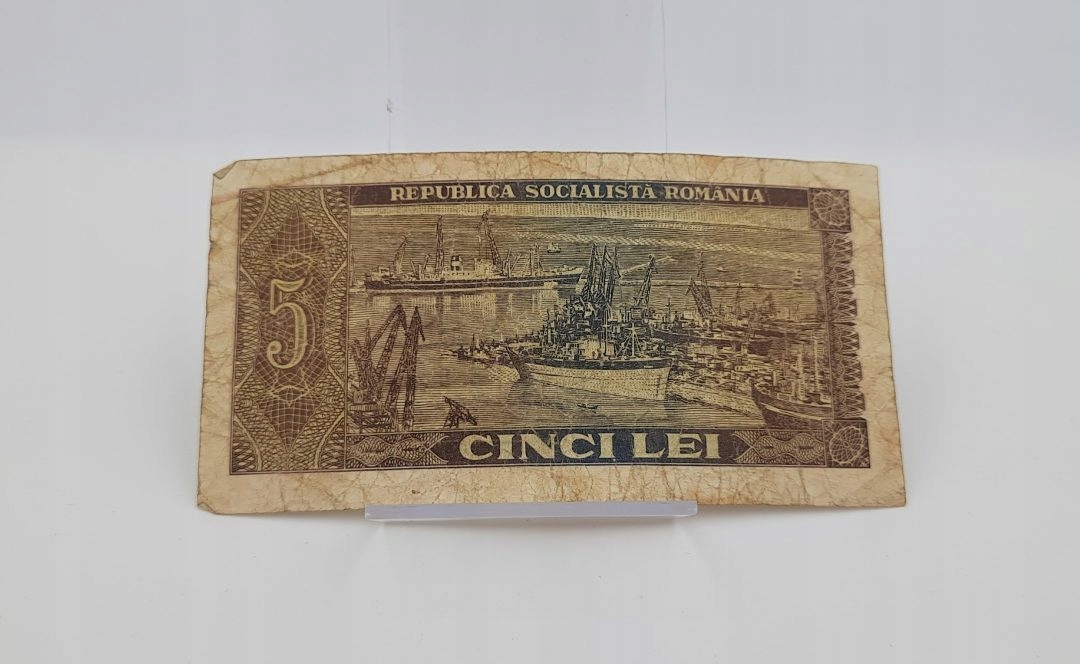 REPUBLICA SOCIALISTĂ ROMÂNIA
5
CINCI LEI